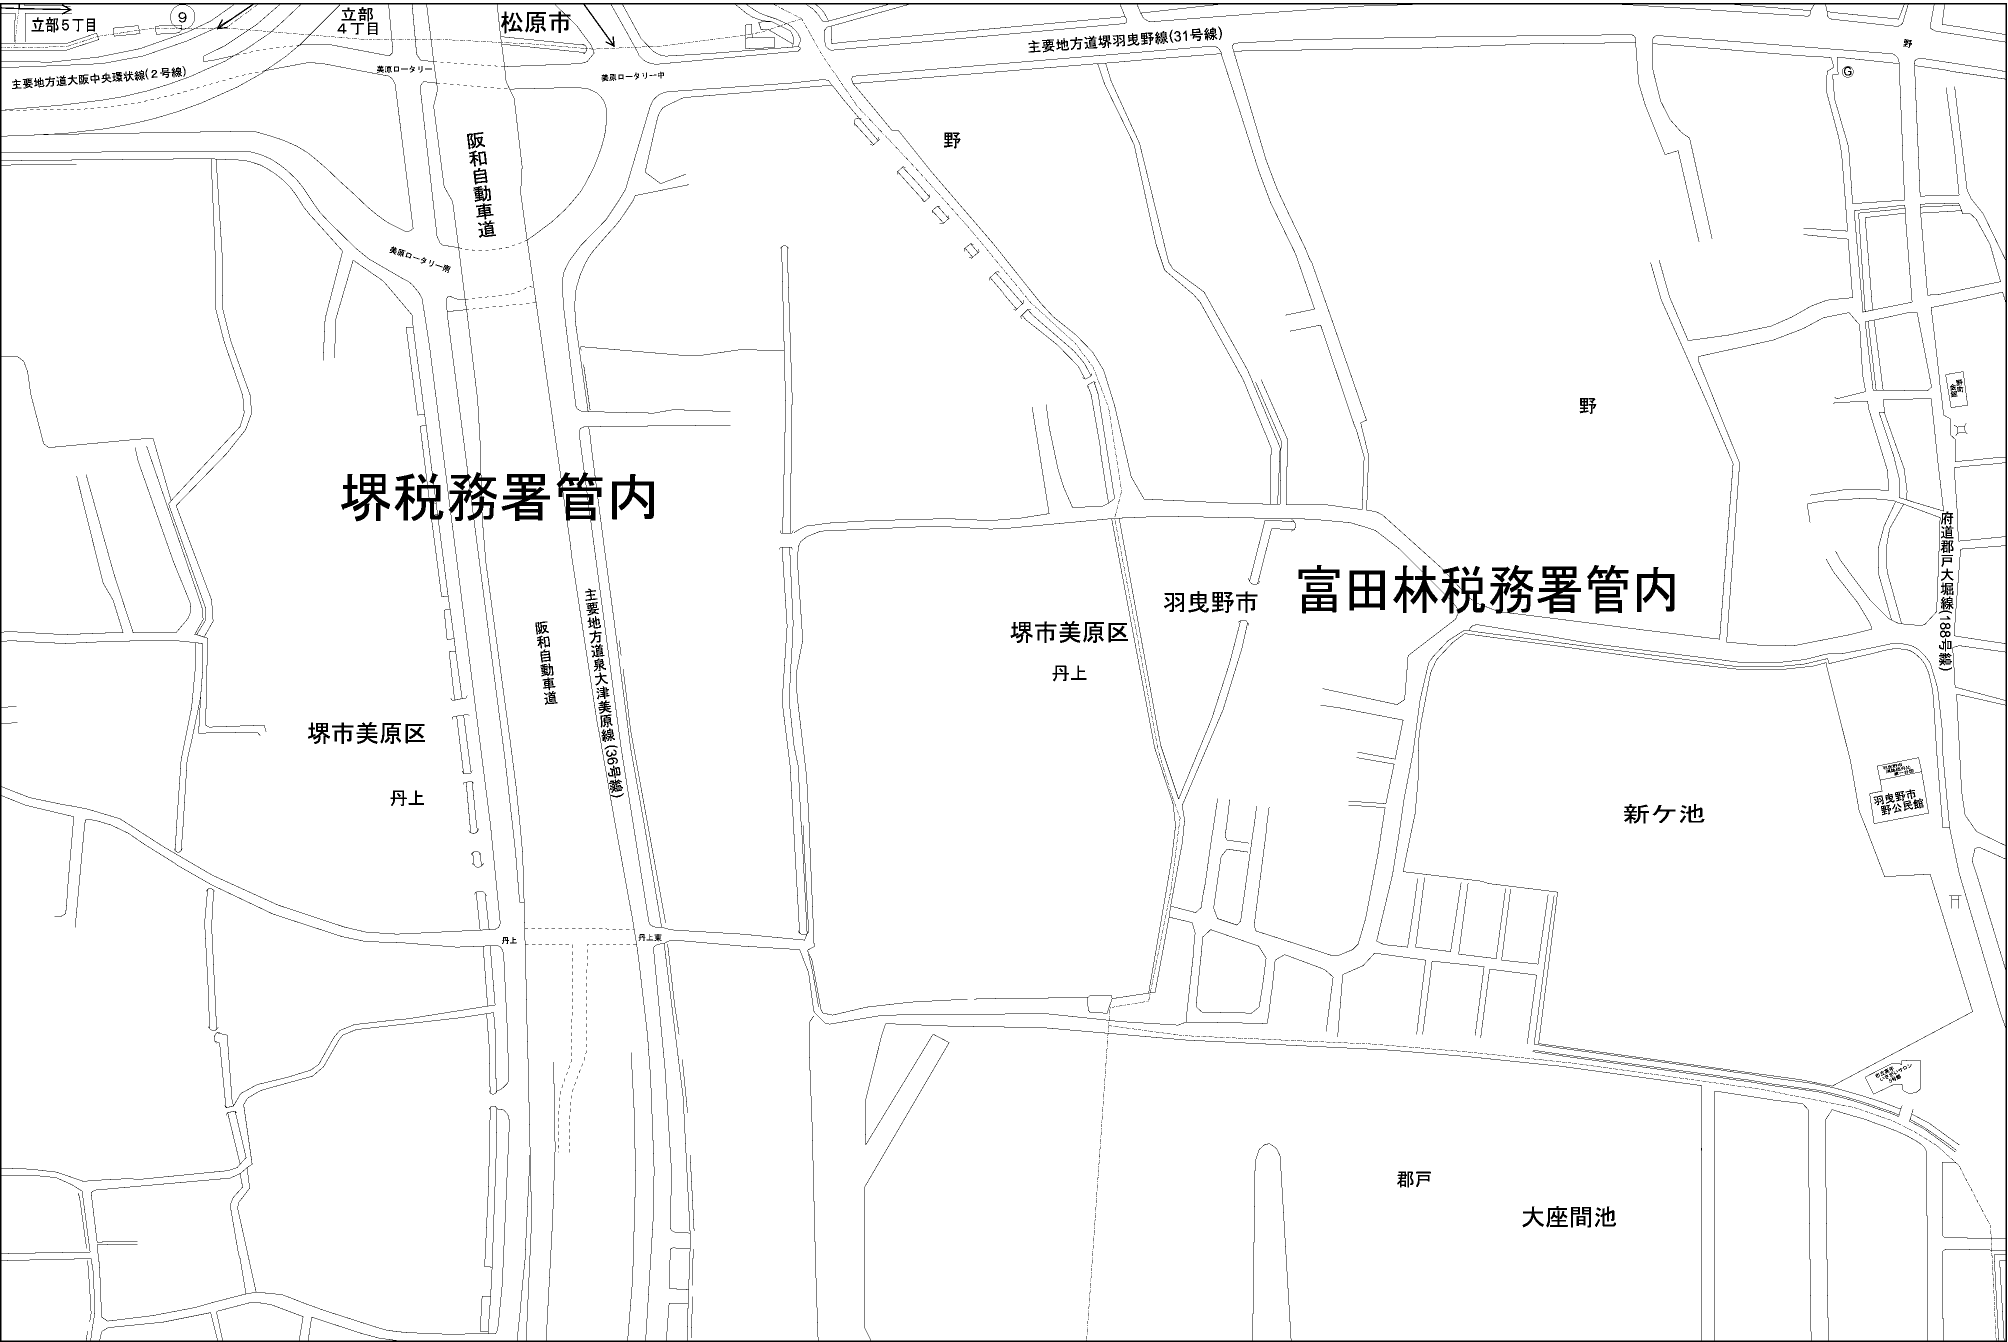 立部5丁目
9
立部
4丁目
松原市
主要地方道堺羽曳野線(31号線)
野
主要地方道大阪中央環状線(2号線)
美原ロータリー
美原ロータリー中
G
阪和自動車道
野
美原ロータリー南
野
堺税務署管内
府道郡戸大堀線(188号線)
富田林税務署管内
羽曳野市
堺市美原区
丹上
阪和自動車道
主要地方道泉大津美原線(36号線)
堺市美原区
丹上
新ケ池
羽曳野市
野公民館
丹上
丹上東
郡戸
大座間池